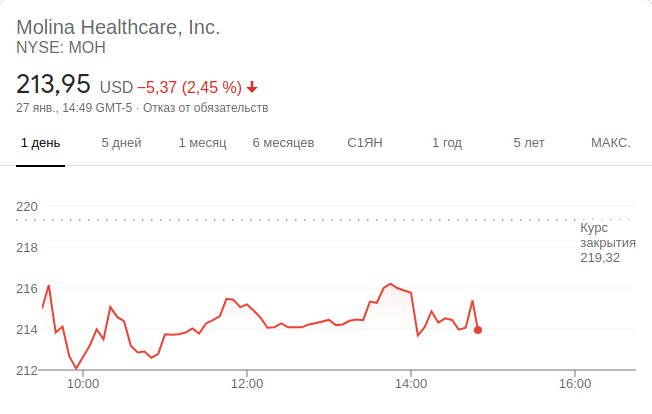 Molina Healthcare, Inc.
NYSE: MOH
213,95 USD −5,37 (2,45 %)
27 янв., 14:49 GMT-5 · Отказ от обязательств
1 день 5 дней 1 месяц 6 месяцев С1ЯН 1 год 5 лет МАКС.
220
Курс
закрытия
219,32
218
216
214
212
10:00 12:00 14:00 16:00